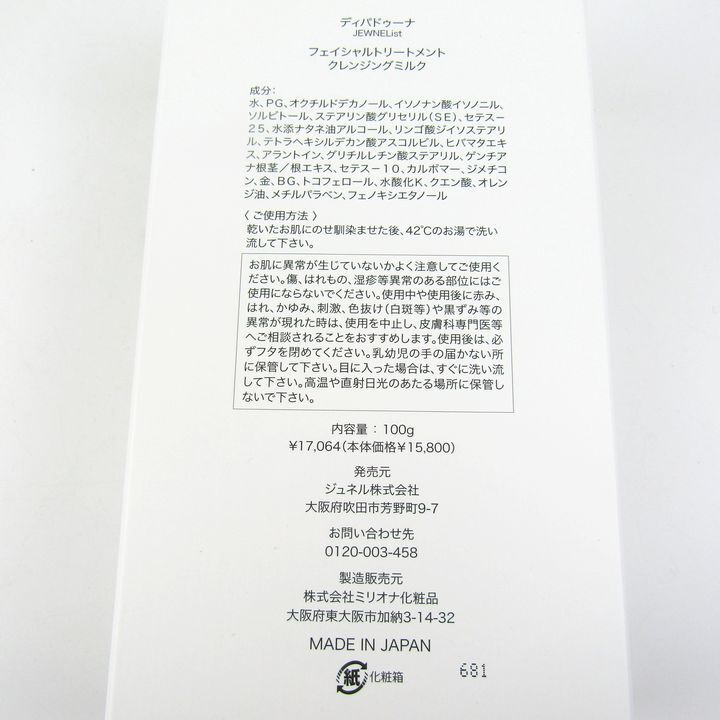 ディパドゥーナ
JEWNEList
フェイシャルトリートメント
クレンジングミルク
成分：
水、PG、オクチルドデカノール、イソノナン酸イソノニル、
ソルビトール、ステアリン酸グリセリル（SE）、セテス－
25、水添ナタネ油アルコール、リンゴ酸ジイソステアリ
ル、テトラヘキシルデカン酸アスコルビル、ヒバマタエキ
ス、アラントイン、グリチルレチン酸ステアリル、ゲンチア
ナ根茎／根エキス、セテス－10、カルボマー、ジメチコ
ン、金、BG、トコフェロール、水酸化K、クエン酸、オレン
ジ油、メチルパラベン、フェノキシエタノール
〈 ご使用方法 〉
乾いたお肌にのせ馴染ませた後、42℃のお湯で洗い
流して下さい。
お肌に異常が生じていないかよく注意してご使用く
ださい。傷、はれもの、湿疹等異常のある部位にはご
使用にならないでください。使用中や使用後に赤み、
はれ、かゆみ、刺激、色抜け（白斑等）や黒ずみ等の
異常が現れた時は、使用を中止し、皮膚科専門医等
へご相談されることをおすすめします。使用後は、必
ずフタを閉めてください。乳幼児の手の届かない所
に保管して下さい。目に入った場合は、すぐに洗い流
して下さい。高温や直射日光のあたる場所に保管し
ないで下さい。
内容量：100g
￥17,064（本体価格￥15,800）
発売元
ジュネル株式会社
大阪府吹田市芳野町9-7
お問い合わせ先
0120-003-458
製造販売元
株式会社ミリオナ化粧品
大阪府東大阪市加納3-14-32
MADE IN JAPAN
紙 化粧箱
681